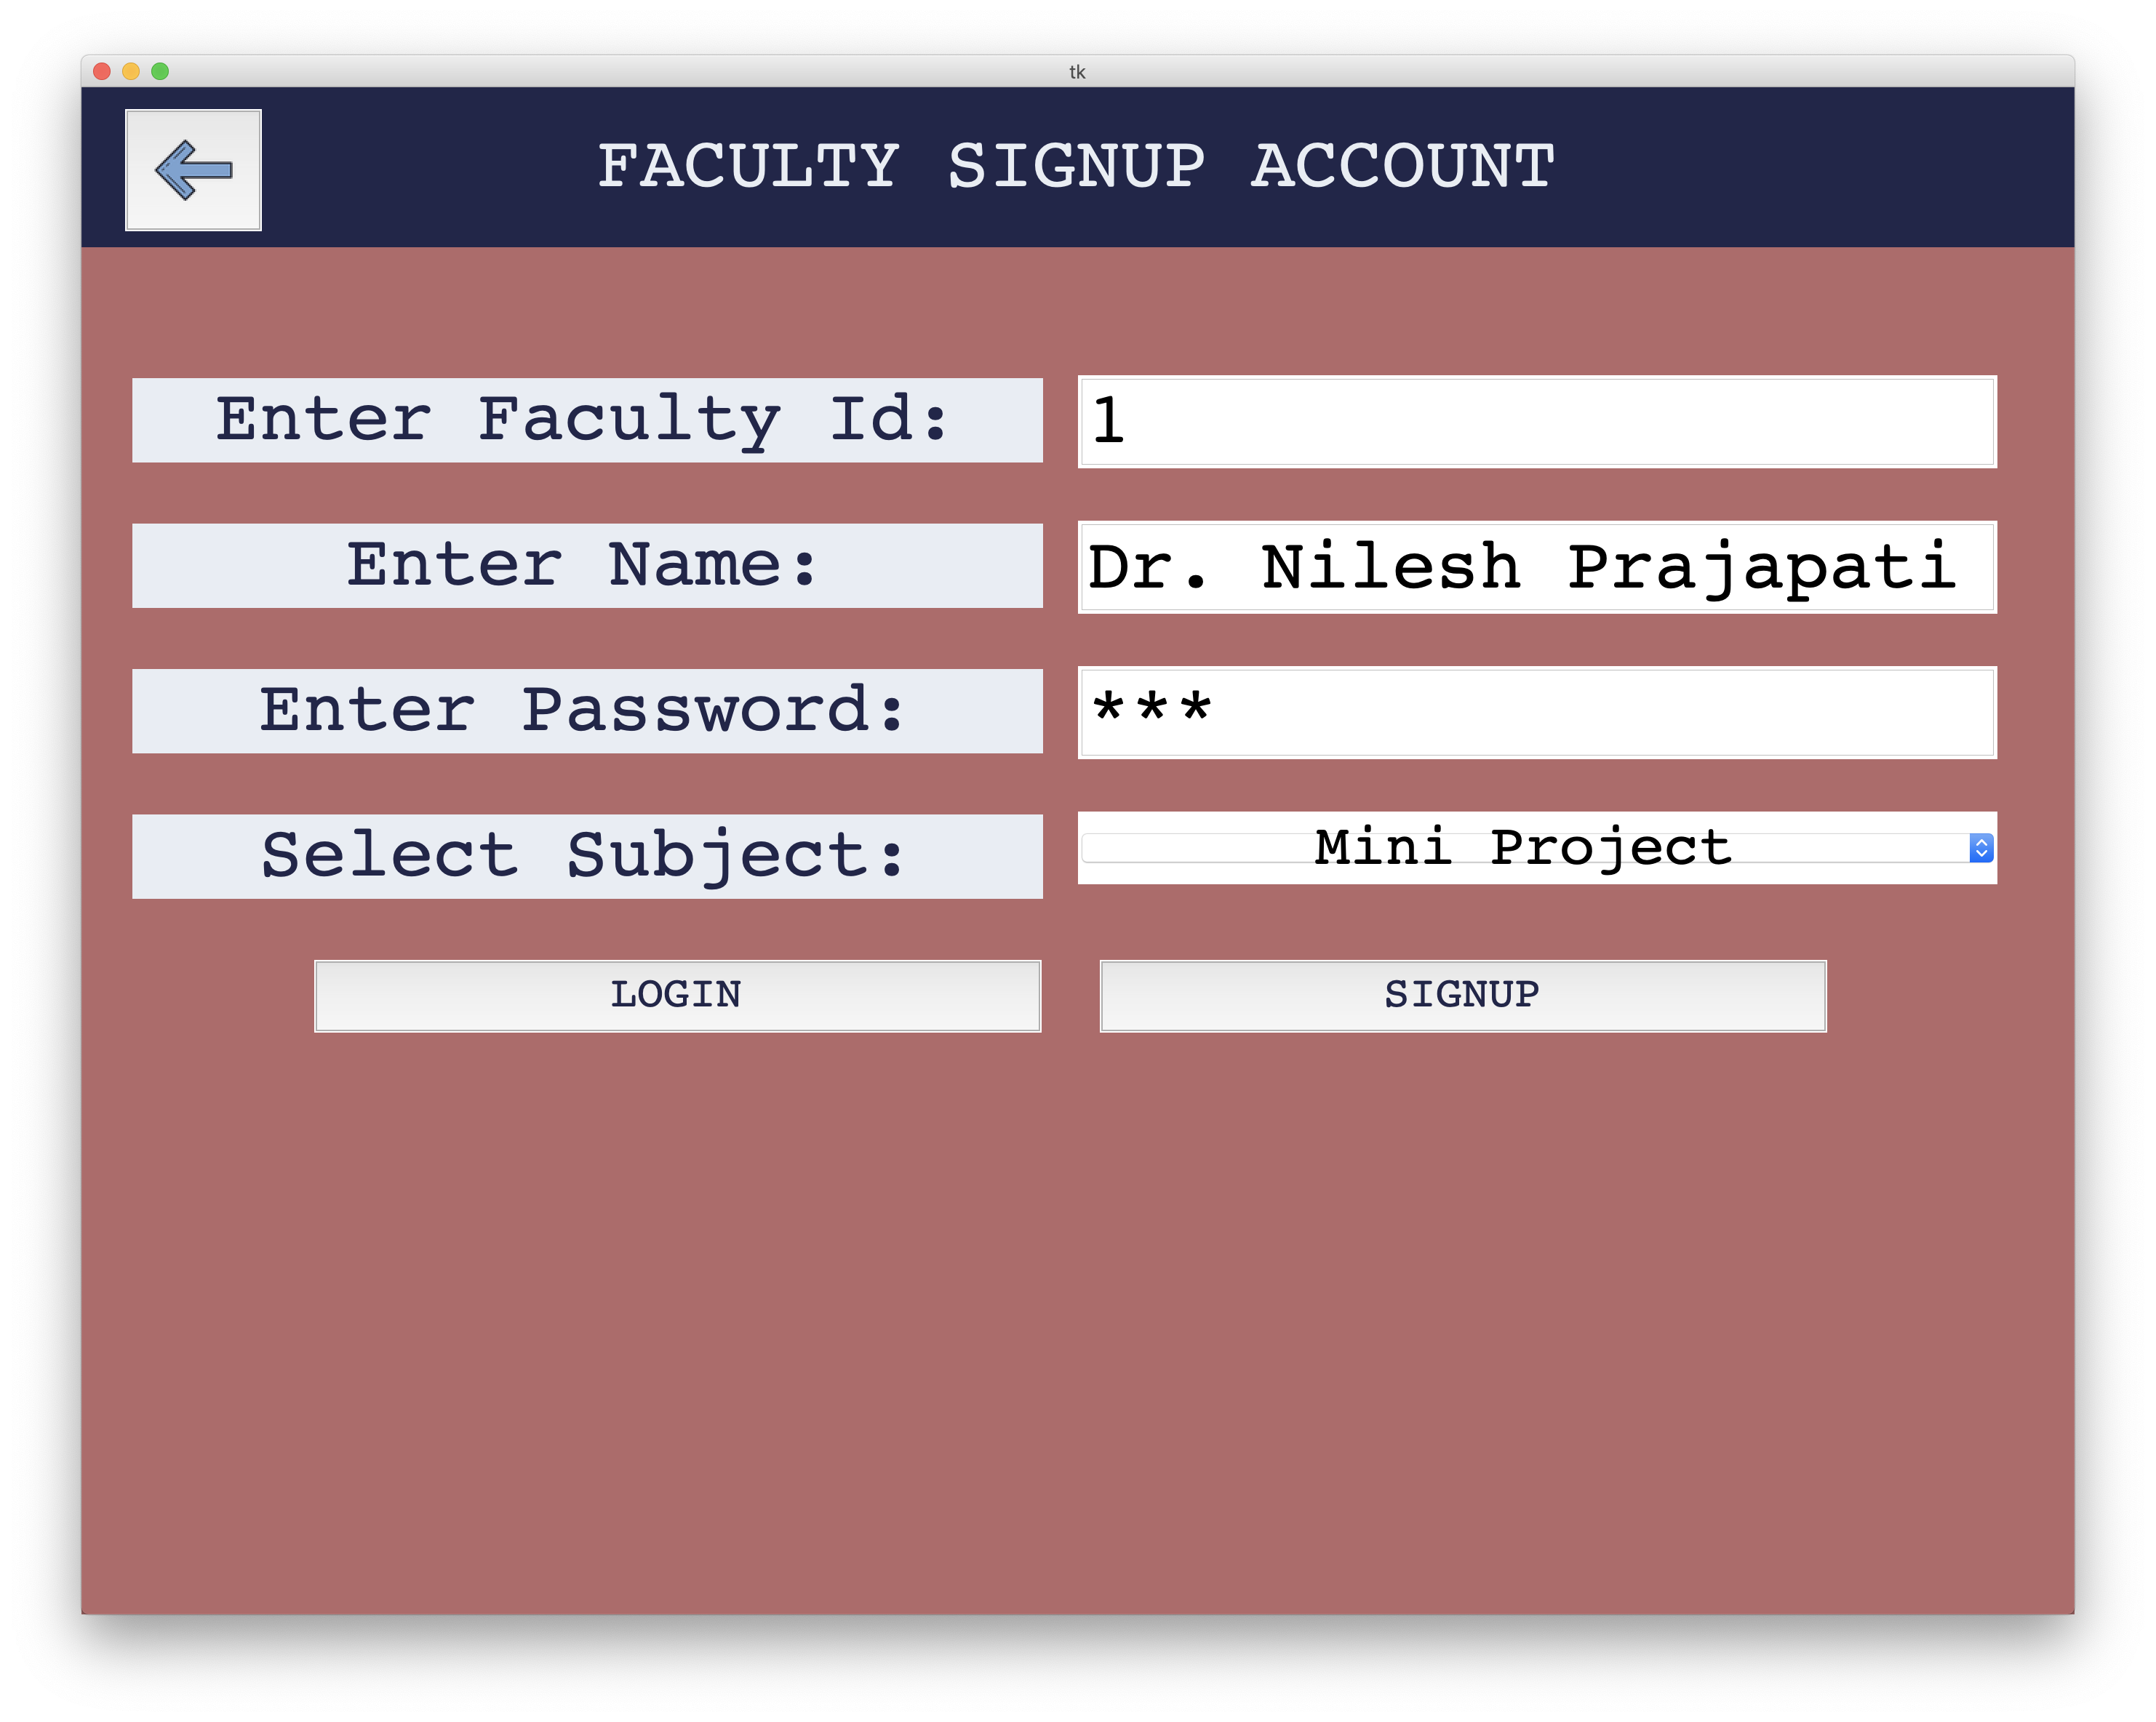 tk
FACULTY SIGNUP ACCOUNT
Enter Faculty Id: 1
Enter Name: Dr. Nilesh Prajapati
Enter Password: ***
Select Subject: Mini Project
LOGIN SIGNUP